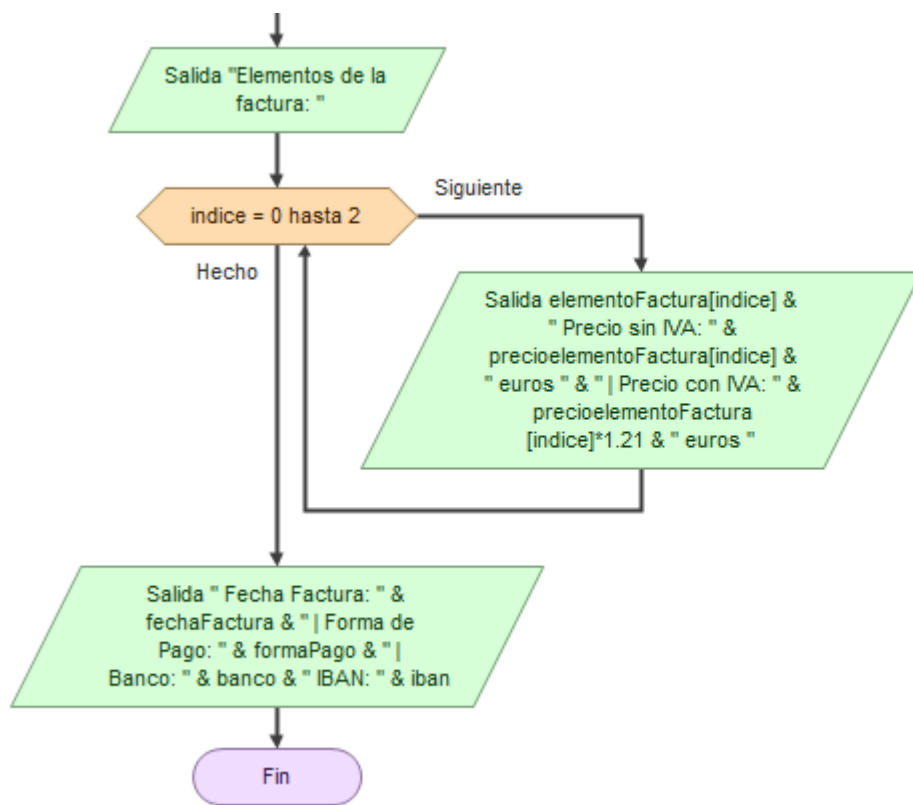 Salida "Elementos de la
factura: "
Siguiente
indice = 0 hasta 2
Hecho
Salida elementoFactura[indice] &
" Precio sin IVA: " &
precioelementoFactura[indice] &
" euros " & " | Precio con IVA: " &
precioelementoFactura
[indice]*1.21 & " euros "
Salida " Fecha Factura: " &
fechaFactura & " | Forma de
Pago: " & formaPago & " |
Banco: " & banco & " IBAN: " & iban
Fin